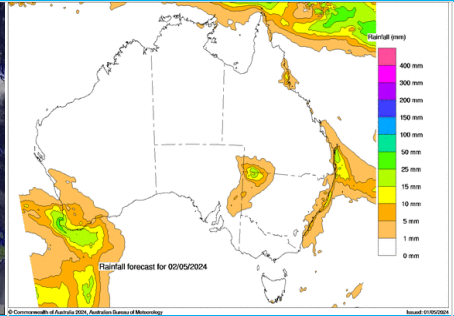 Rainfall (mm)
400 mm
300 mm
200 mm
150 mm
100 mm
50 mm
25 mm
15 mm
10 mm
5 mm
1 mm
0 mm
Rainfall forecast for 02/05/2024
© Commonwealth of Australia 2024, Australian Bureau of Meteorology
Issued: 01/05/2024